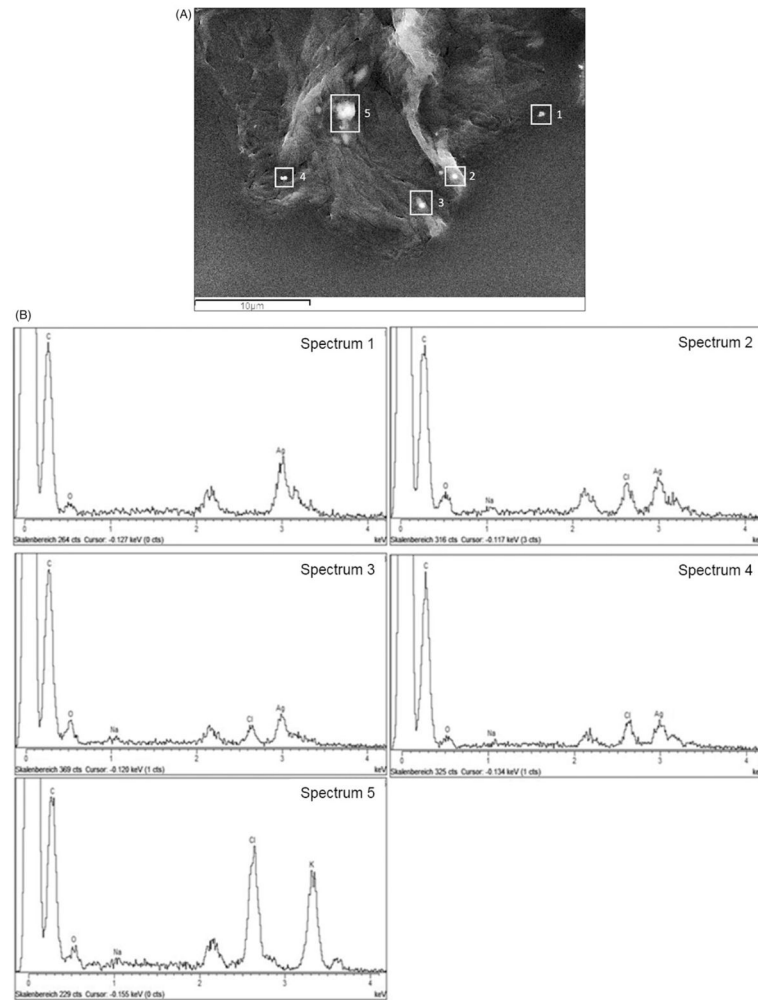 (A)
1
5
4
2
3
10µm
(B)
Spectrum 1
C
O
Ag
0 1 2 3 4
Skalenbereich 264 cts Cursor: -0.127 keV (0 cts) keV
Spectrum 2
C
O
Na
Cl
Ag
0 1 2 3 4
Skalenbereich 316 cts Cursor: -0.117 keV (3 cts) keV
Spectrum 3
C
O
Na
Cl
Ag
0 1 2 3 4
Skalenbereich 369 cts Cursor: -0.120 keV (1 cts) keV
Spectrum 4
C
O
Na
Cl
Ag
0 1 2 3 4
Skalenbereich 325 cts Cursor: -0.134 keV (1 cts) keV
Spectrum 5
C
O
Na
Cl
K
0 1 2 3 4
Skalenbereich 229 cts Cursor: -0.155 keV (0 cts) keV